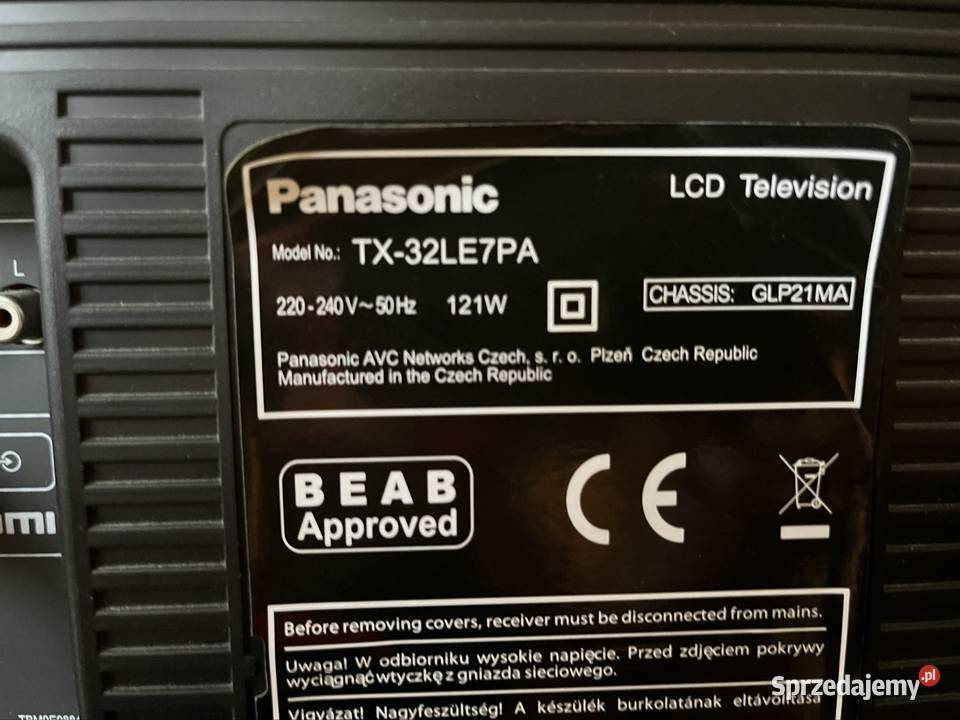 Panasonic
LCD Television
Model No.: TX-32LE7PA
220-240V~50Hz 121W
CHASSIS: GLP21MA
Panasonic AVC Networks Czech, s. r. o. Plzeň Czech Republic
Manufactured in the Czech Republic
L
BEAB
Approved
CE
Before removing covers, receiver must be disconnected from mains.
Uwaga! W odbiorniku wysokie napięcie. Przed zdjęciem pokrywy
wyciągnąć wtyczkę z gniazda sieciowego.
Vigyázat! Nagyfeszültség! A készülék burkolatának eltávolítása
Sprzedajemy.pl